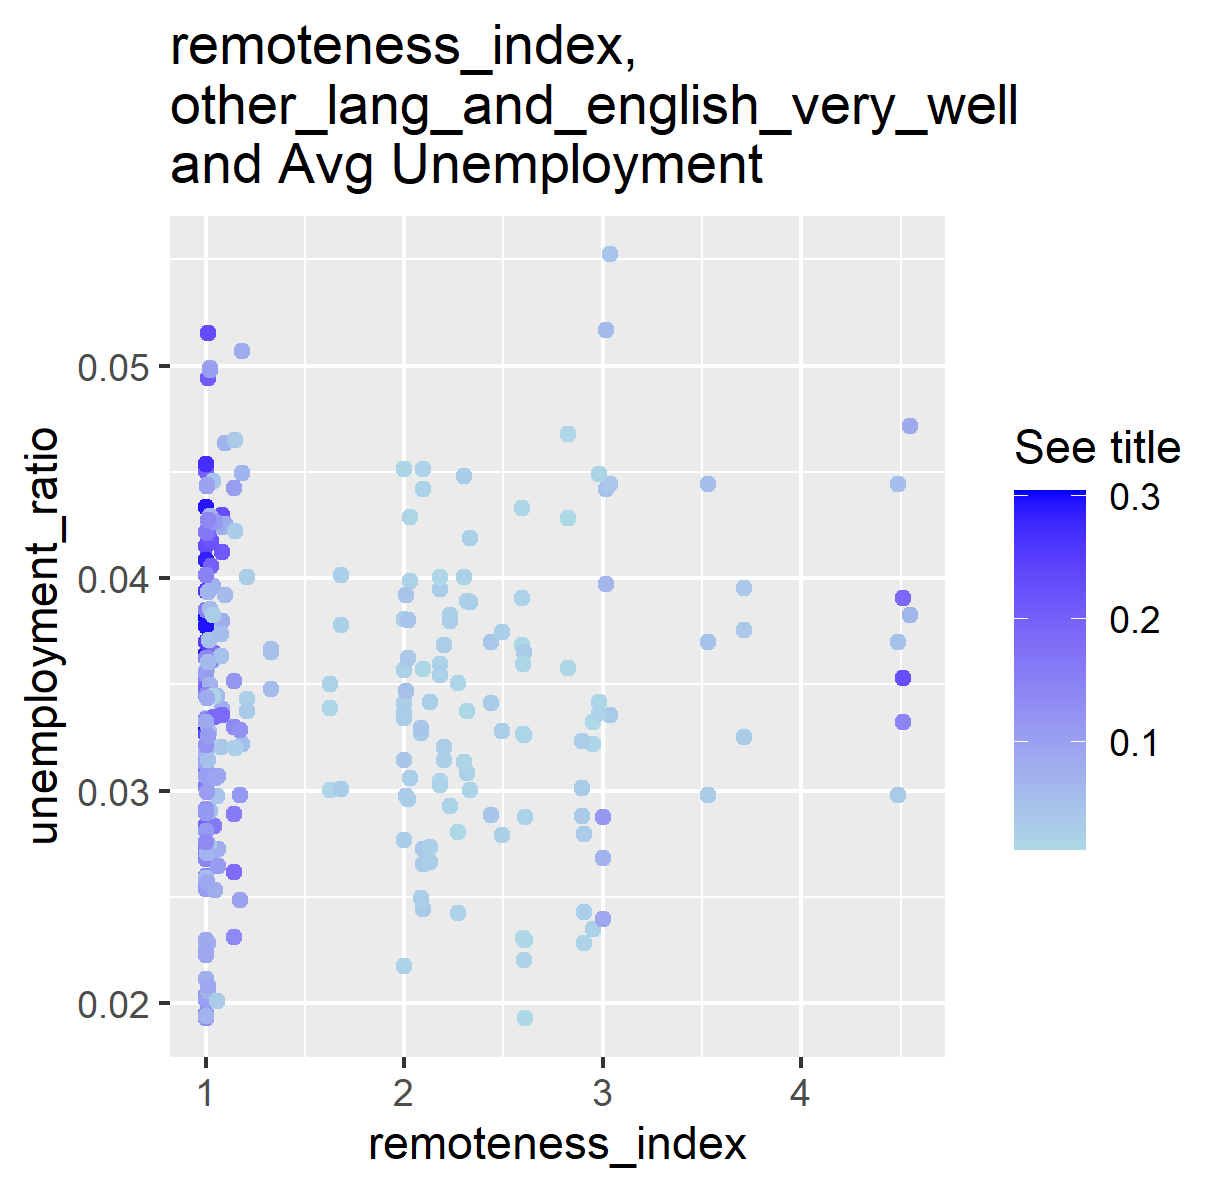 remoteness_index,
other_lang_and_english_very_well
and Avg Unemployment
unemployment_ratio
0.05
0.04
0.03
0.02
1 2 3 4
remoteness_index
See title
0.3
0.2
0.1